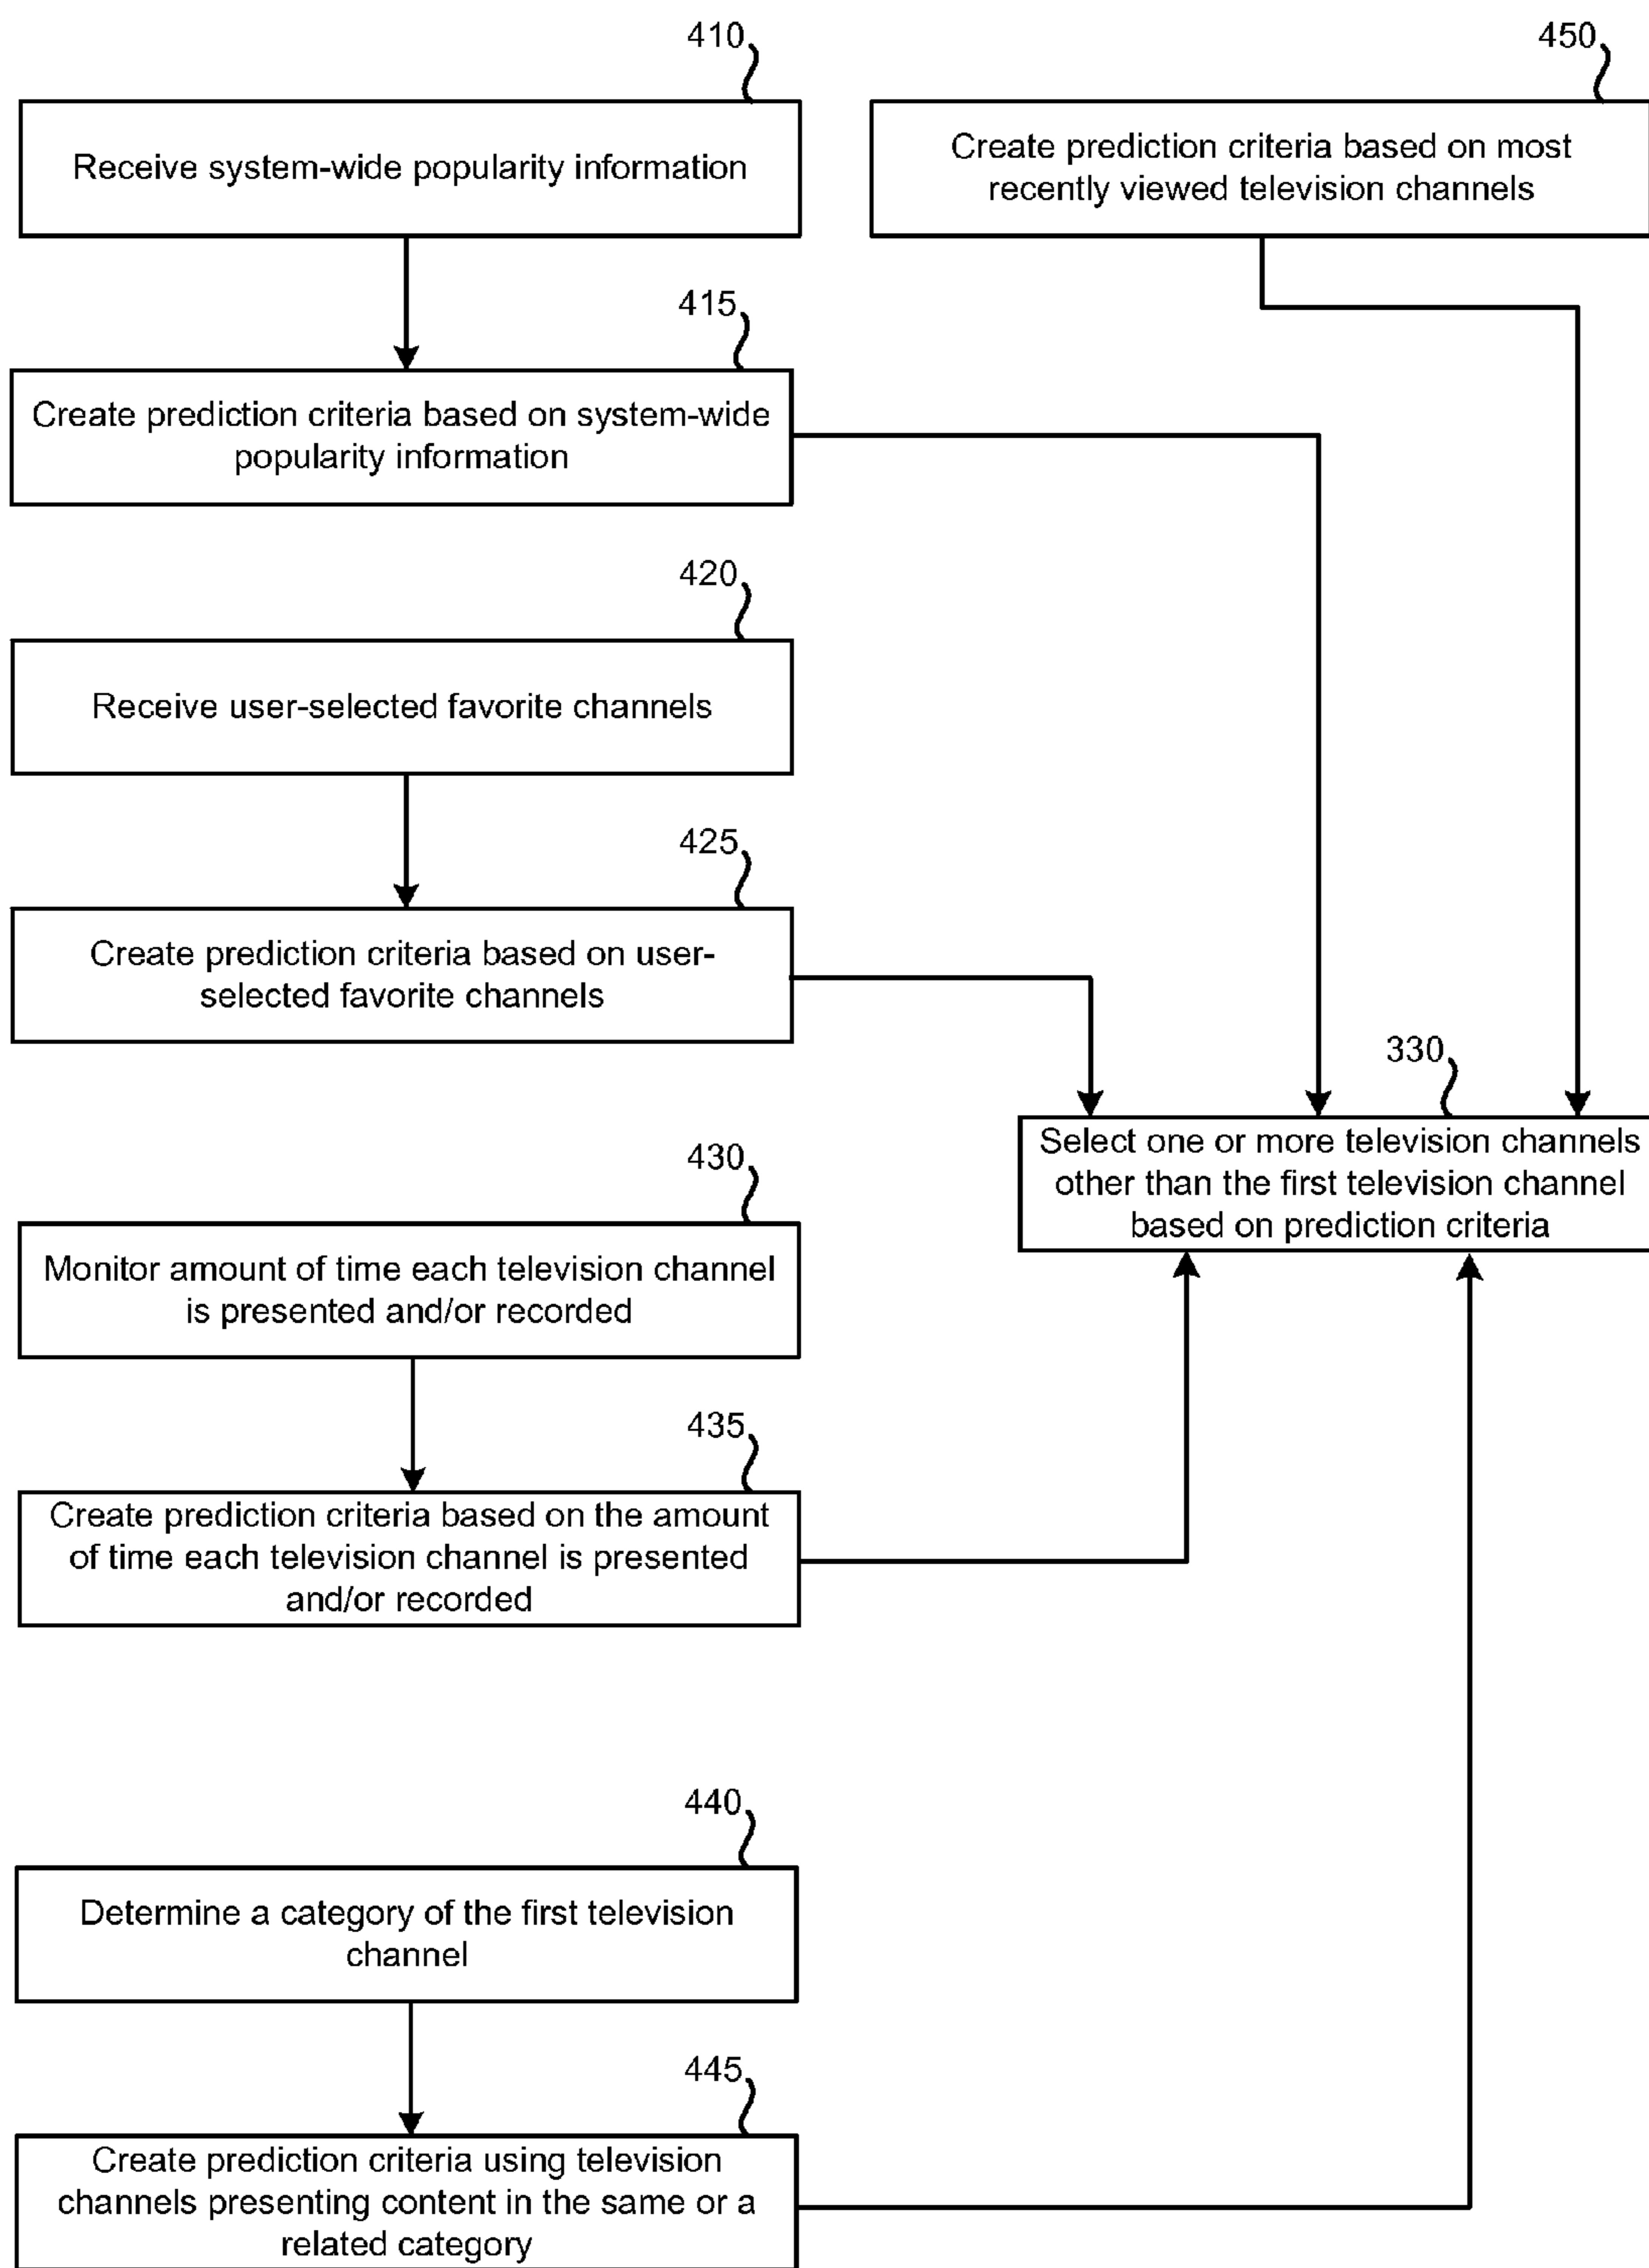 410
Receive system-wide popularity information
450
Create prediction criteria based on most
recently viewed television channels
415
Create prediction criteria based on system-wide
popularity information
420
Receive user-selected favorite channels
425
Create prediction criteria based on user-
selected favorite channels
330
Select one or more television channels
other than the first television channel
based on prediction criteria
430
Monitor amount of time each television channel
is presented and/or recorded
435
Create prediction criteria based on the amount
of time each television channel is presented
and/or recorded
440
Determine a category of the first television
channel
445
Create prediction criteria using television
channels presenting content in the same or a
related category